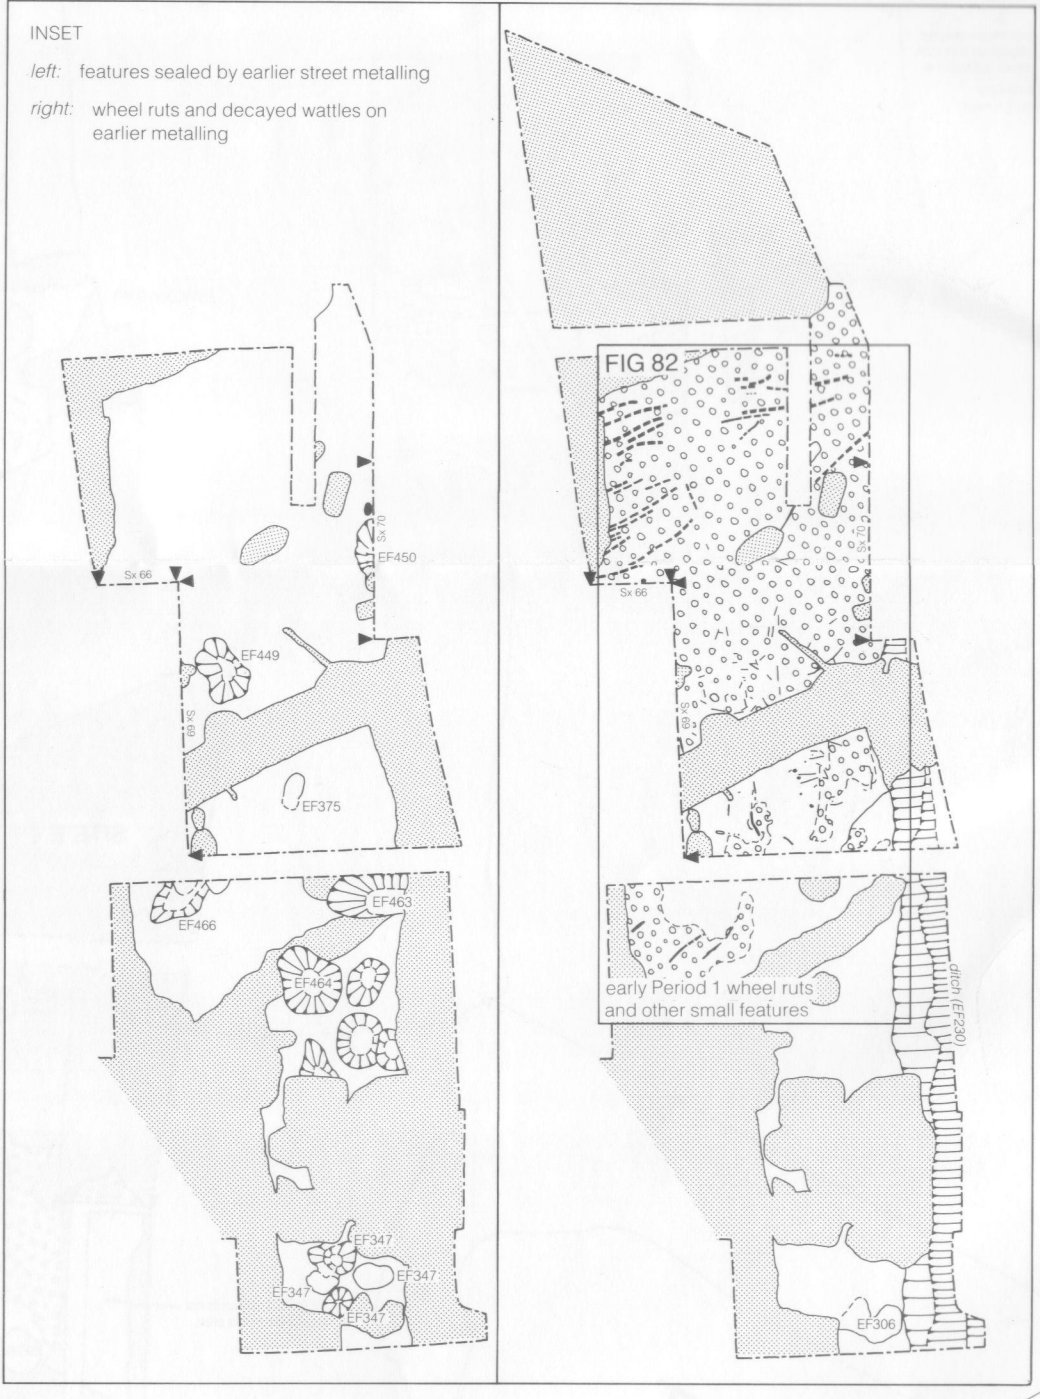 INSET
left: features sealed by earlier street metalling
right: wheel ruts and decayed wattles on
earlier metalling
Sx 66
Sx 70
EF450
EF449
Sx 69
EF375
EF466
EF463
EF464
EF347
EF347
EF347
EF347
FIG 82
Sx 70
Sx 66
Sx 69
early Period 1 wheel ruts
and other small features
ditch (EF230)
EF306